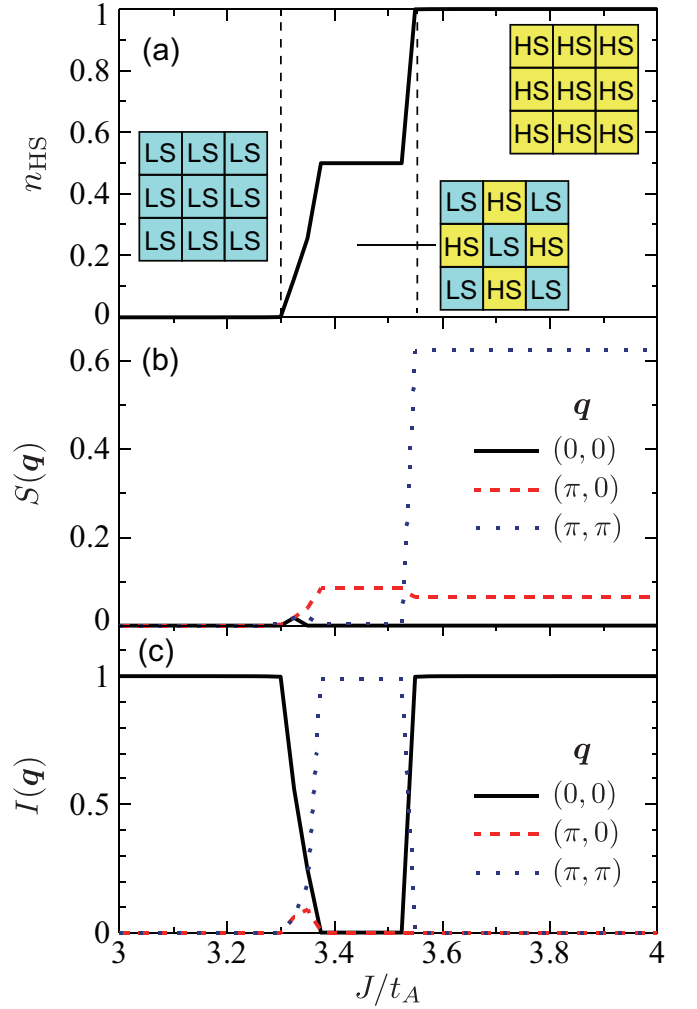 (a)
n_HS
1
0.8
0.6
0.4
0.2
0
LS LS LS
LS LS LS
LS LS LS
HS HS HS
HS HS HS
HS HS HS
LS HS LS
HS LS HS
LS HS LS
(b)
S(q)
0.6
0.4
0.2
0
q
(0, 0)
(π, 0)
(π, π)
(c)
I(q)
1
0.5
0
q
(0, 0)
(π, 0)
(π, π)
3 3.2 3.4 3.6 3.8 4
J/t_A